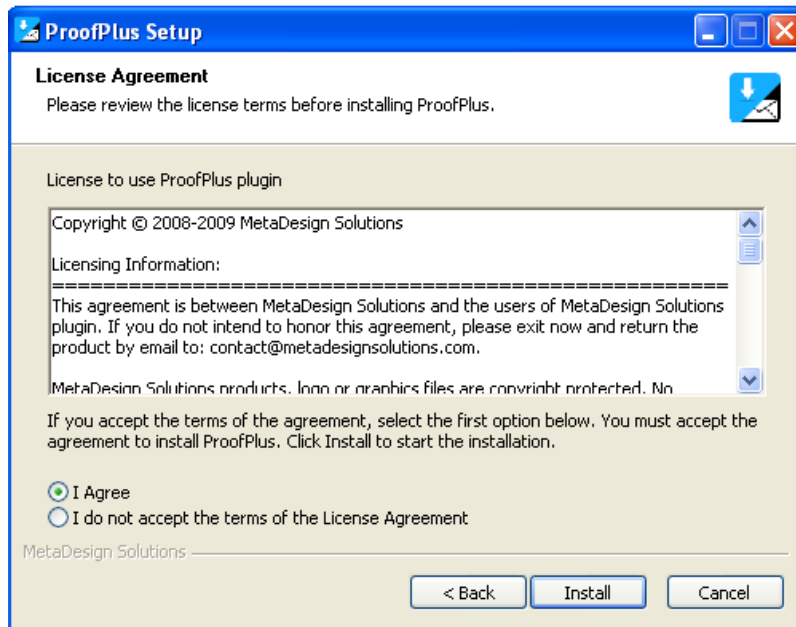 ProofPlus Setup
License Agreement
Please review the license terms before installing ProofPlus.
License to use ProofPlus plugin
Copyright © 2008-2009 MetaDesign Solutions
Licensing Information:
=====================================================
This agreement is between MetaDesign Solutions and the users of MetaDesign Solutions
plugin. If you do not intend to honor this agreement, please exit now and return the
product by email to: contact@metadesignsolutions.com.
MetaDesign Solutions products, logo or graphics files are copyright protected. No
If you accept the terms of the agreement, select the first option below. You must accept the
agreement to install ProofPlus. Click Install to start the installation.
I Agree
I do not accept the terms of the License Agreement
MetaDesign Solutions
< Back
Install
Cancel